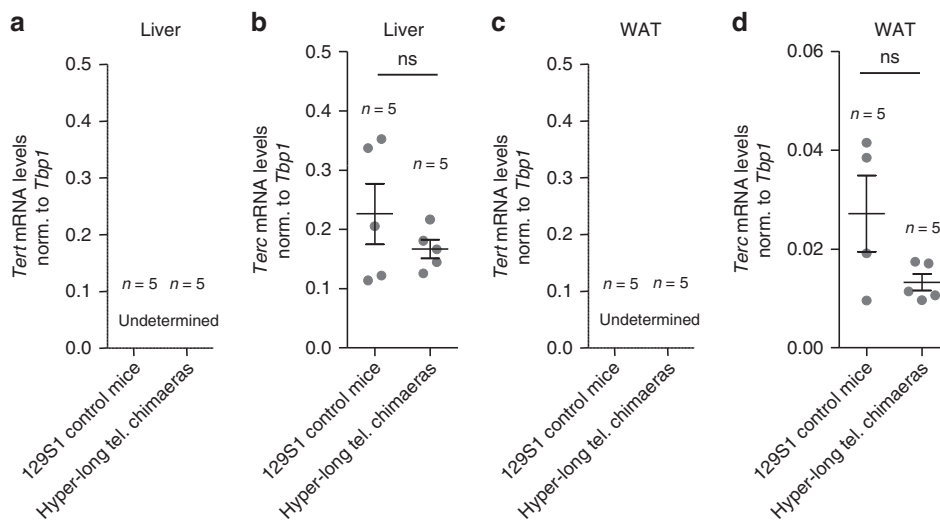 a
Liver
Tert mRNA levels
norm. to Tbp1
0.5
0.4
0.3
0.2
0.1
0.0
n = 5
n = 5
Undetermined
129S1 control mice
Hyper-long tel. chimaeras
b
Liver
Terc mRNA levels
norm. to Tbp1
0.5
0.4
0.3
0.2
0.1
0.0
ns
n = 5
n = 5
129S1 control mice
Hyper-long tel. chimaeras
c
WAT
Tert mRNA levels
norm. to Tbp1
0.5
0.4
0.3
0.2
0.1
0.0
n = 5
n = 5
Undetermined
129S1 control mice
Hyper-long tel. chimaeras
d
WAT
Terc mRNA levels
norm. to Tbp1
0.06
0.04
0.02
0.00
ns
n = 5
n = 5
129S1 control mice
Hyper-long tel. chimaeras